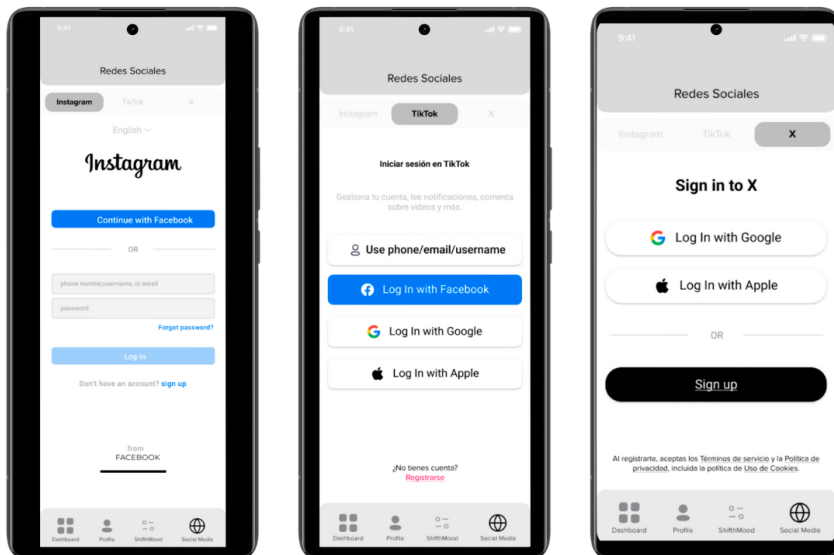 9:41
Redes Sociales
Instagram TikTok X
English
Instagram
Continue with Facebook
OR
phone number,username, or email
password
Forgot password?
Log In
Don't have an account? sign up
from
FACEBOOK
Dashboard Profile ShifthMood Social Media
9:41
Redes Sociales
Instagram TikTok X
Iniciar sesión en TikTok
Gestiona tu cuenta, lee notificaciones, comenta
sobre videos y más.
Use phone/email/username
Log In with Facebook
Log In with Google
Log In with Apple
¿No tienes cuenta?
Registrarse
Dashboard Profile ShifthMood Social Media
9:41
Redes Sociales
Instagram TikTok X
Sign in to X
Log In with Google
Log In with Apple
OR
Sign up
Al registrarte, aceptas los Términos de servicio y la Política de
privacidad, incluida la política de Uso de Cookies.
Dashboard Profile ShifthMood Social Media